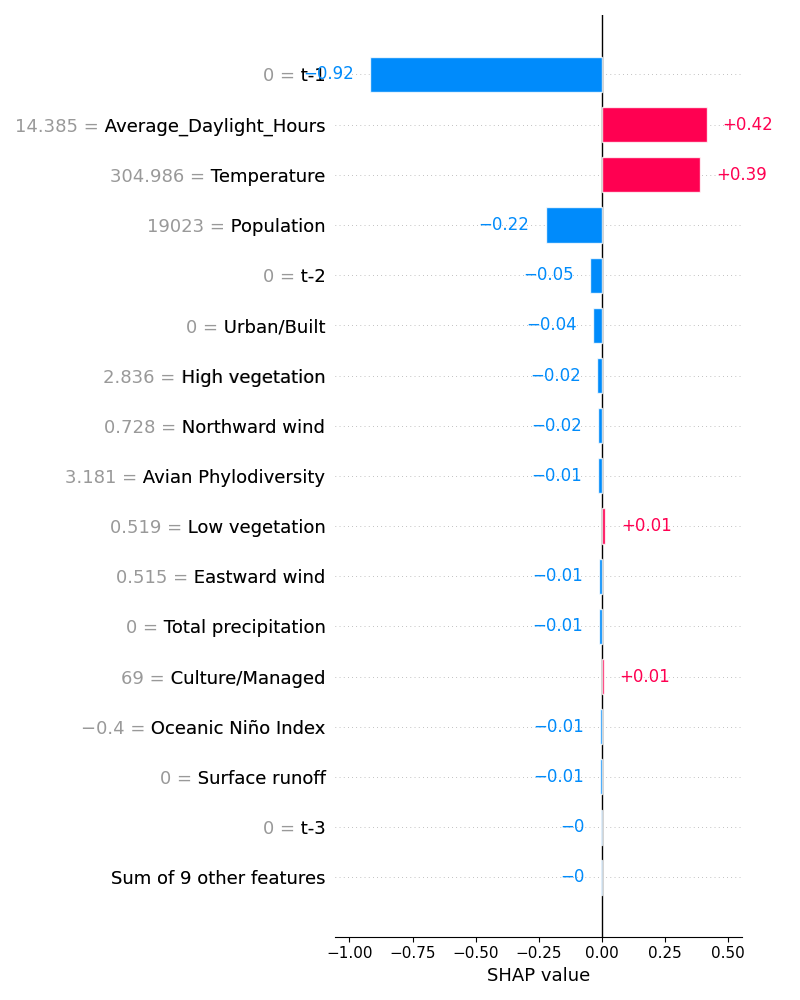 0 = t-1 −0.92
14.385 = Average_Daylight_Hours +0.42
304.986 = Temperature +0.39
19023 = Population −0.22
0 = t-2 −0.05
0 = Urban/Built −0.04
2.836 = High vegetation −0.02
0.728 = Northward wind −0.02
3.181 = Avian Phylodiversity −0.01
0.519 = Low vegetation +0.01
0.515 = Eastward wind −0.01
0 = Total precipitation −0.01
69 = Culture/Managed +0.01
−0.4 = Oceanic Niño Index −0.01
0 = Surface runoff −0.01
0 = t-3 −0
Sum of 9 other features −0
−1.00 −0.75 −0.50 −0.25 0.00 0.25 0.50
SHAP value